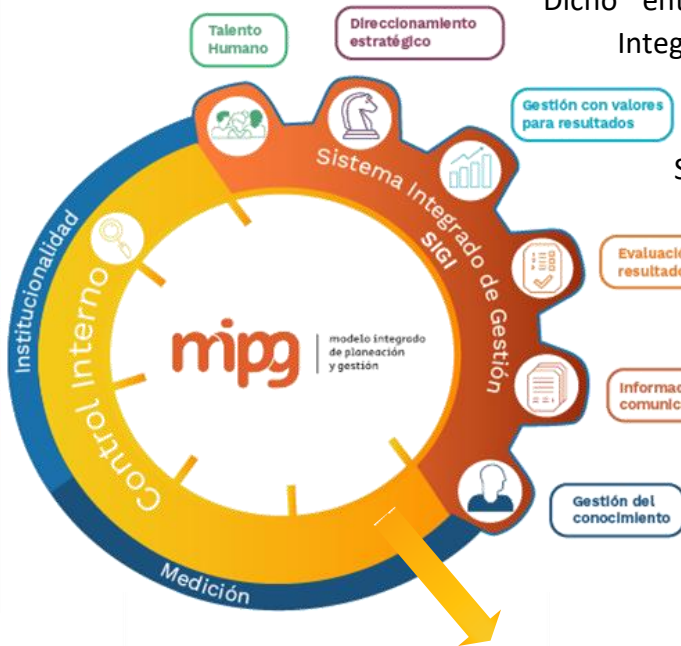 Dicho
Talento
Humano
Direccionamiento
estratégico
Gestión con valores
para resultados
Sistema Integrado de Gestión
SIGI
Institucionalidad
Control Interno
mipg
modelo integrado
de planeación
y gestión
Gestión del
conocimiento
Medición